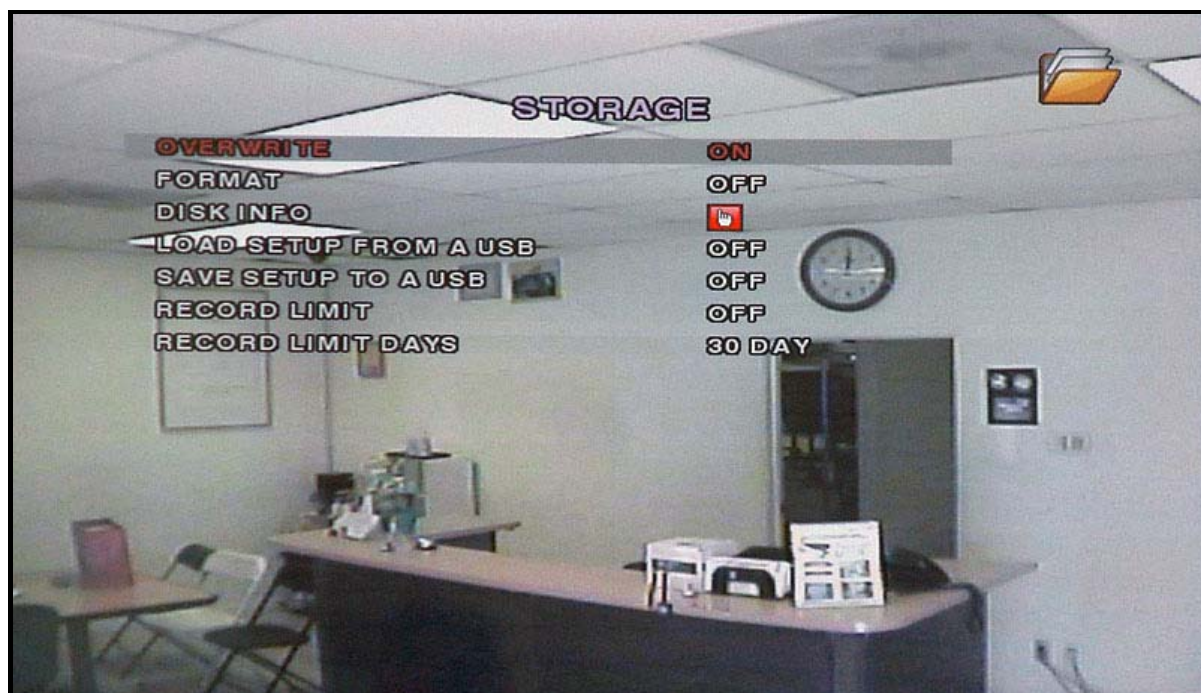 STORAGE
OVERWRITE ON
FORMAT OFF
DISK INFO
LOAD SETUP FROM A USB OFF
SAVE SETUP TO A USB OFF
RECORD LIMIT OFF
RECORD LIMIT DAYS 30 DAY